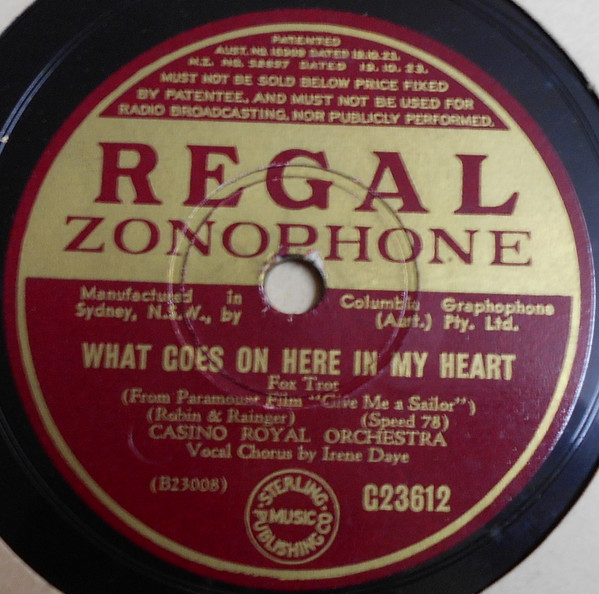 PATENTED
AUST. NO. 18999 DATED 19.10.23.
N.Z. NO. 52897 DATED 19.10.23.
MUST NOT BE SOLD BELOW PRICE FIXED
BY PATENTEE, AND MUST NOT BE USED FOR
RADIO BROADCASTING, NOR PUBLICLY PERFORMED.
REGAL
ZONOPHONE
Manufactured in Columbia Graphophone
Sydney, N.S.W., by (Aust.) Pty. Ltd.
WHAT GOES ON HERE IN MY HEART
Fox Trot
(From Paramount Film "Give Me a Sailor")
(Robin & Rainger) (Speed 78)
CASINO ROYAL ORCHESTRA
Vocal Chorus by Irene Daye
(B23008)
STERLING MUSIC PUBLISHING CO
G23612